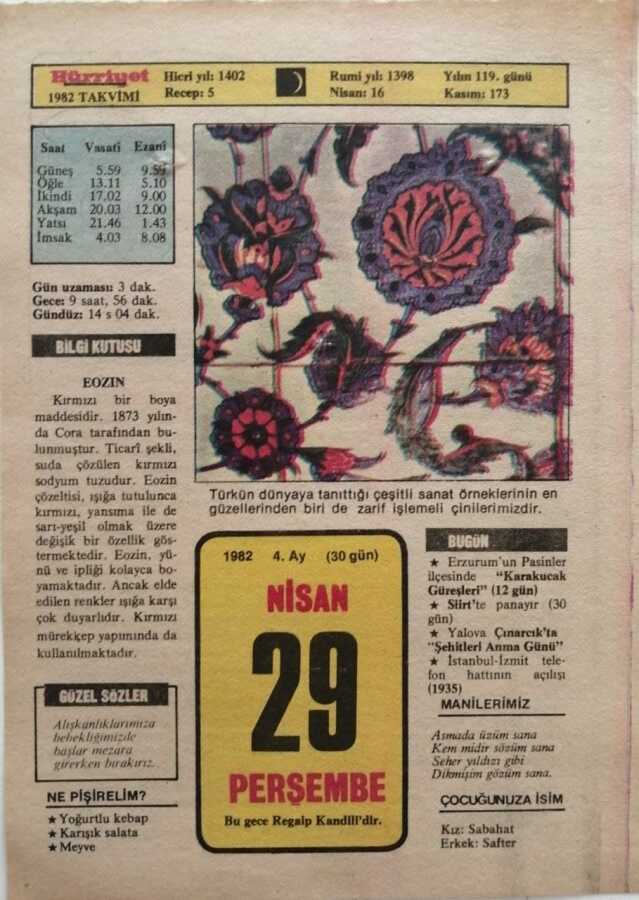 Hürriyet
1982 TAKVİMİ
Hicri yıl: 1402
Recep: 5
Rumi yıl: 1398
Nisan: 16
Yılın 119. günü
Kasım: 173
Saat Vasati Ezani
Güneş 5.59 9.59
Öğle 13.11 5.10
İkindi 17.02 9.00
Akşam 20.03 12.00
Yatsı 21.46 1.43
İmsak 4.03 8.08
Gün uzaması: 3 dak.
Gece: 9 saat, 56 dak.
Gündüz: 14 s 04 dak.
BİLGİ KUTUSU
EOZIN
Kırmızı bir boya
maddesidir. 1873 yılın-
da Cora tarafından bu-
lunmuştur. Ticarî şekli,
suda çözülen kırmızı
sodyum tuzudur. Eozin
çözeltisi, ışığa tutulunca
kırmızı, yansıma ile de
sarı-yeşil olmak üzere
değişik bir özellik gös-
termektedir. Eozin, yü-
nü ve ipliği kolayca bo-
yamaktadır. Ancak elde
edilen renkler ışığa karşı
çok duyarlıdır. Kırmızı
mürekkep yapımında da
kullanılmaktadır.
GÜZEL SÖZLER
Alışkanlıklarımıza
bebekliğimizde
başlar mezara
girerken bırakırız.
NE PİŞİRELİM?
★ Yoğurtlu kebap
★ Karışık salata
★ Meyve
Türkün dünyaya tanıttığı çeşitli sanat örneklerinin en
güzellerinden biri de zarif işlemeli çinilerimizdir.
1982 4. Ay (30 gün)
NİSAN
29
PERŞEMBE
Bu gece Regaip Kandili'dir.
BUGÜN
★ Erzurum'un Pasinler
ilçesinde "Karakucak
Güreşleri" (12 gün)
★ Siirt'te panayır (30
gün)
★ Yalova Çınarcık'ta
"Şehitleri Anma Günü"
★ İstanbul-İzmit tele-
fon hattının açılışı
(1935)
MANİLERİMİZ
Asmada üzüm sana
Kem midir sözüm sana
Seher yıldızı gibi
Dikmişim gözüm sana.
ÇOCUĞUNUZA İSİM
Kız: Sabahat
Erkek: Safter